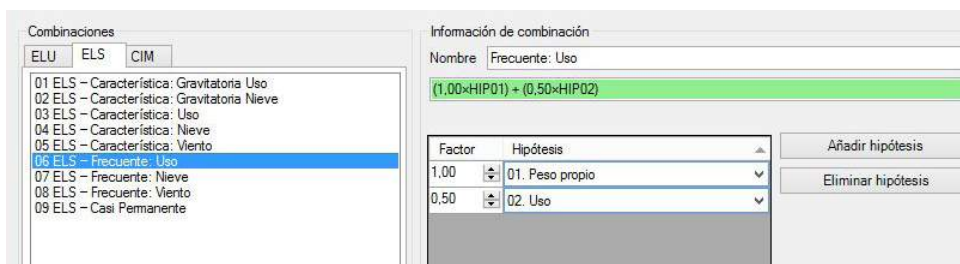 Combinaciones
ELU ELS CIM
01 ELS – Característica: Gravitatoria Uso
02 ELS – Característica: Gravitatoria Nieve
03 ELS – Característica: Uso
04 ELS – Característica: Nieve
05 ELS – Característica: Viento
06 ELS – Frecuente: Uso
07 ELS – Frecuente: Nieve
08 ELS – Frecuente: Viento
09 ELS – Casi Permanente
Información de combinación
Nombre Frecuente: Uso
(1,00×HIP01) + (0,50×HIP02)
Factor Hipótesis
1,00 01. Peso propio
0,50 02. Uso
Añadir hipótesis
Eliminar hipótesis